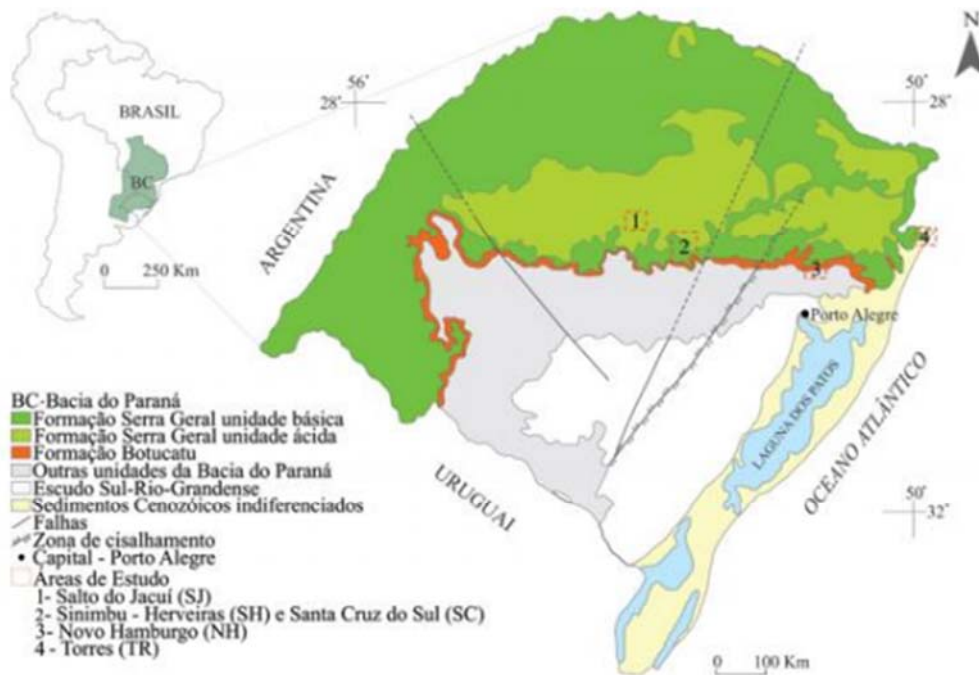 BRASIL
BC
0 250 Km
N
56°
28°
50°
28°
ARGENTINA
1
2
3
4
Porto Alegre
LAGUNA DOS PATOS
OCEANO ATLÂNTICO
URUGUAI
50°
32°
0 100 Km
BC-Bacia do Paraná
Formação Serra Geral unidade básica
Formação Serra Geral unidade ácida
Formação Botucatu
Outras unidades da Bacia do Paraná
Escudo Sul-Rio-Grandense
Sedimentos Cenozóicos indiferenciados
Falhas
Zona de cisalhamento
Capital - Porto Alegre
Áreas de Estudo
1- Salto do Jacuí (SJ)
2- Sinimbu - Herveiras (SH) e Santa Cruz do Sul (SC)
3- Novo Hamburgo (NH)
4 - Torres (TR)